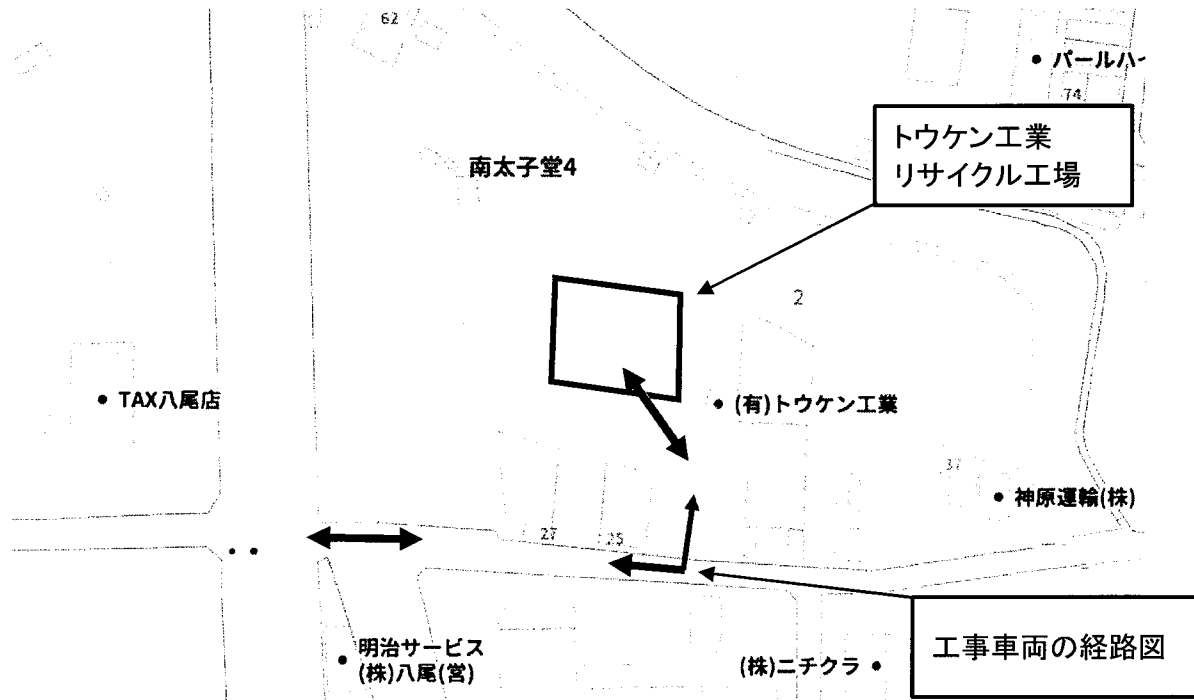 62
パールハ
74
トウケン工業
リサイクル工場
南太子堂4
2
TAX八尾店
(有)トウケン工業
37
神原運輸(株)
27
25
明治サービス
(株)八尾(営)
(株)ニチクラ
工事車両の経路図